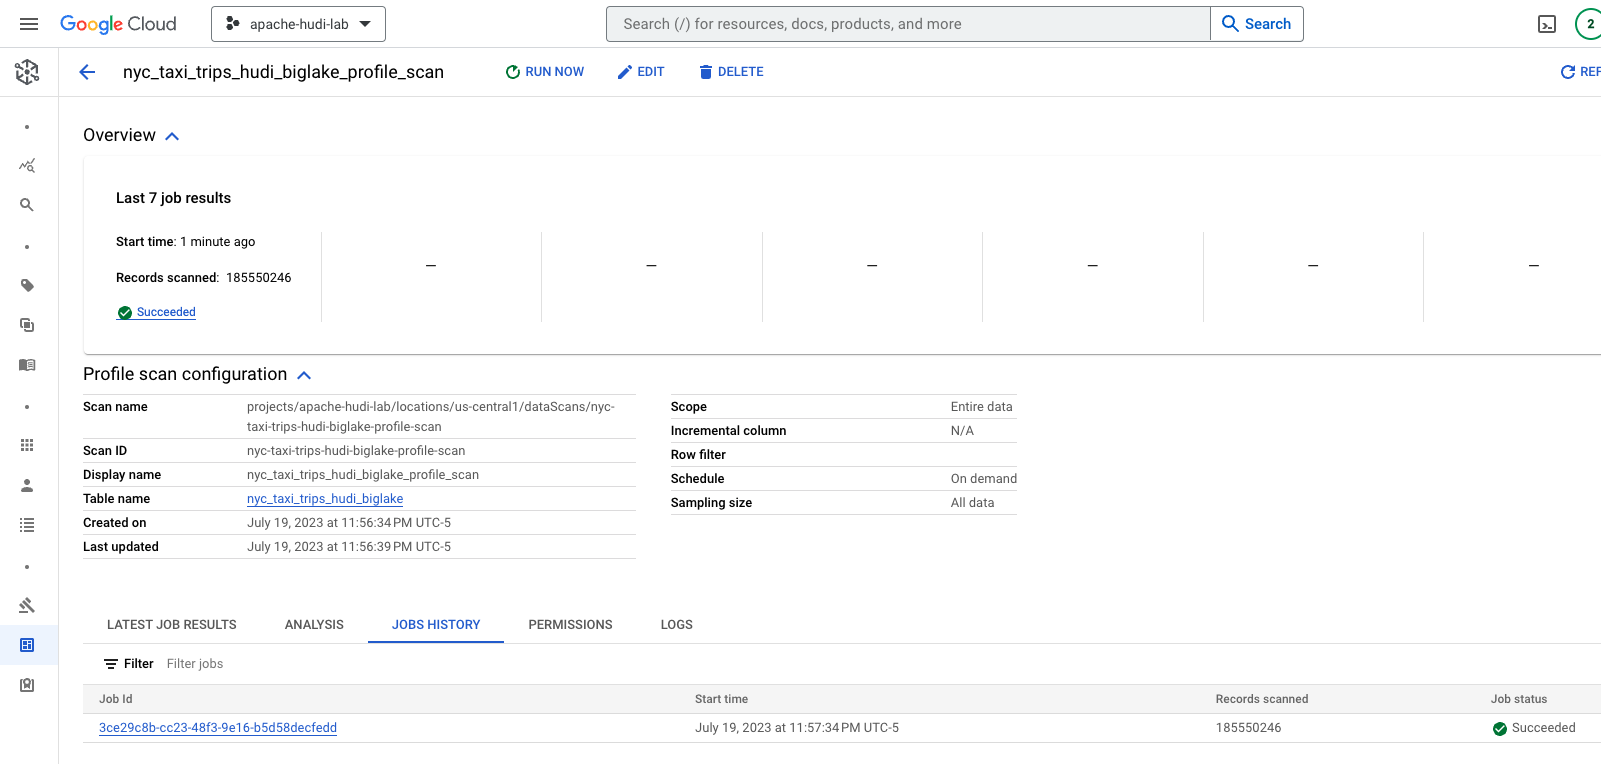 Google Cloud
apache-hudi-lab
Search (/) for resources, docs, products, and more
Search
2
nyc_taxi_trips_hudi_biglake_profile_scan
RUN NOW
EDIT
DELETE
REF
Overview
Last 7 job results
Start time: 1 minute ago
Records scanned: 185550246
Succeeded
—
—
—
—
—
—
Profile scan configuration
Scan name projects/apache-hudi-lab/locations/us-central1/dataScans/nyc-
taxi-trips-hudi-biglake-profile-scan
Scan ID nyc-taxi-trips-hudi-biglake-profile-scan
Display name nyc_taxi_trips_hudi_biglake_profile_scan
Table name nyc_taxi_trips_hudi_biglake
Created on July 19, 2023 at 11:56:34 PM UTC-5
Last updated July 19, 2023 at 11:56:39 PM UTC-5
Scope Entire data
Incremental column N/A
Row filter
Schedule On demand
Sampling size All data
LATEST JOB RESULTS ANALYSIS JOBS HISTORY PERMISSIONS LOGS
Filter Filter jobs
Job Id Start time Records scanned Job status
3ce29c8b-cc23-48f3-9e16-b5d58decfedd July 19, 2023 at 11:57:34 PM UTC-5 185550246 Succeeded